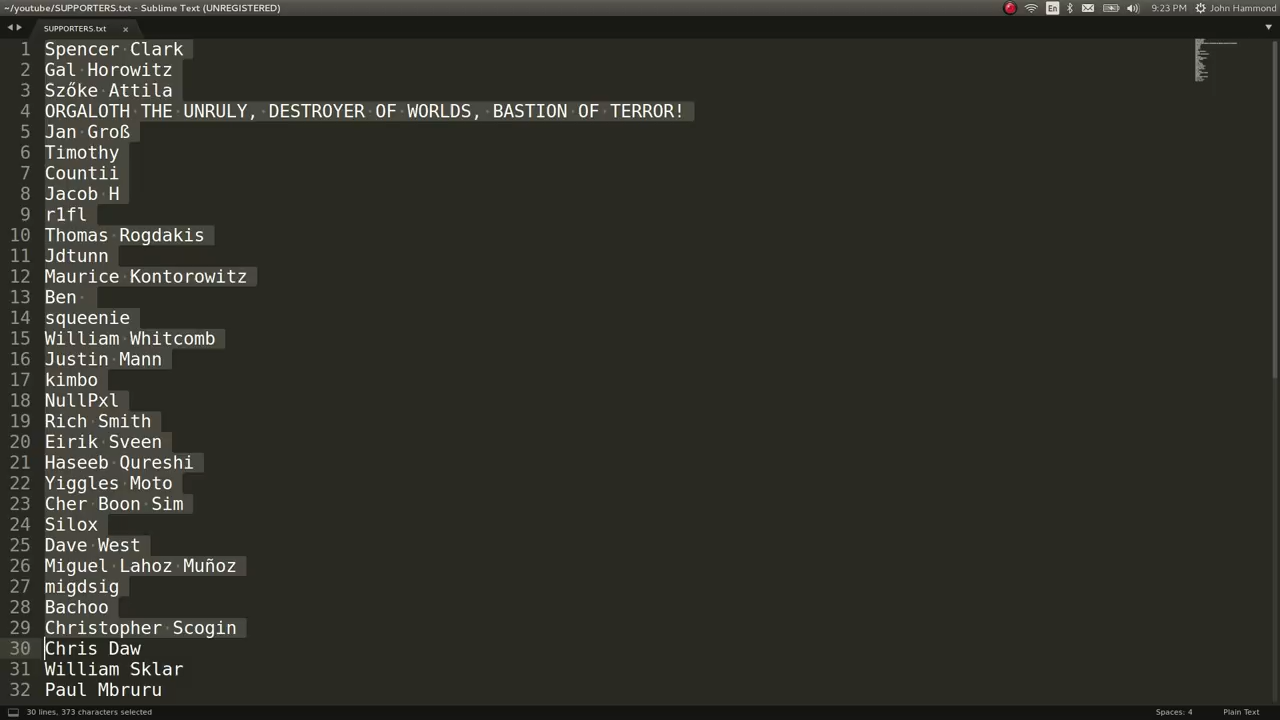 ~/youtube/SUPPORTERS.txt - Sublime Text (UNREGISTERED)
En
9:23 PM
John Hammond
SUPPORTERS.txt ×
1 Spencer Clark
2 Gal Horowitz
3 Szőke Attila
4 ORGALOTH THE UNRULY, DESTROYER OF WORLDS, BASTION OF TERROR!
5 Jan Groß
6 Timothy
7 Countii
8 Jacob H
9 r1fl
10 Thomas Rogdakis
11 Jdtunn
12 Maurice Kontorowitz
13 Ben
14 squeenie
15 William Whitcomb
16 Justin Mann
17 kimbo
18 NullPxl
19 Rich Smith
20 Eirik Sveen
21 Haseeb Qureshi
22 Yiggles Moto
23 Cher Boon Sim
24 Silox
25 Dave West
26 Miguel Lahoz Muñoz
27 migdsig
28 Bachoo
29 Christopher Scogin
30 Chris Daw
31 William Sklar
32 Paul Mbruru
30 lines, 373 characters selected
Spaces: 4
Plain Text